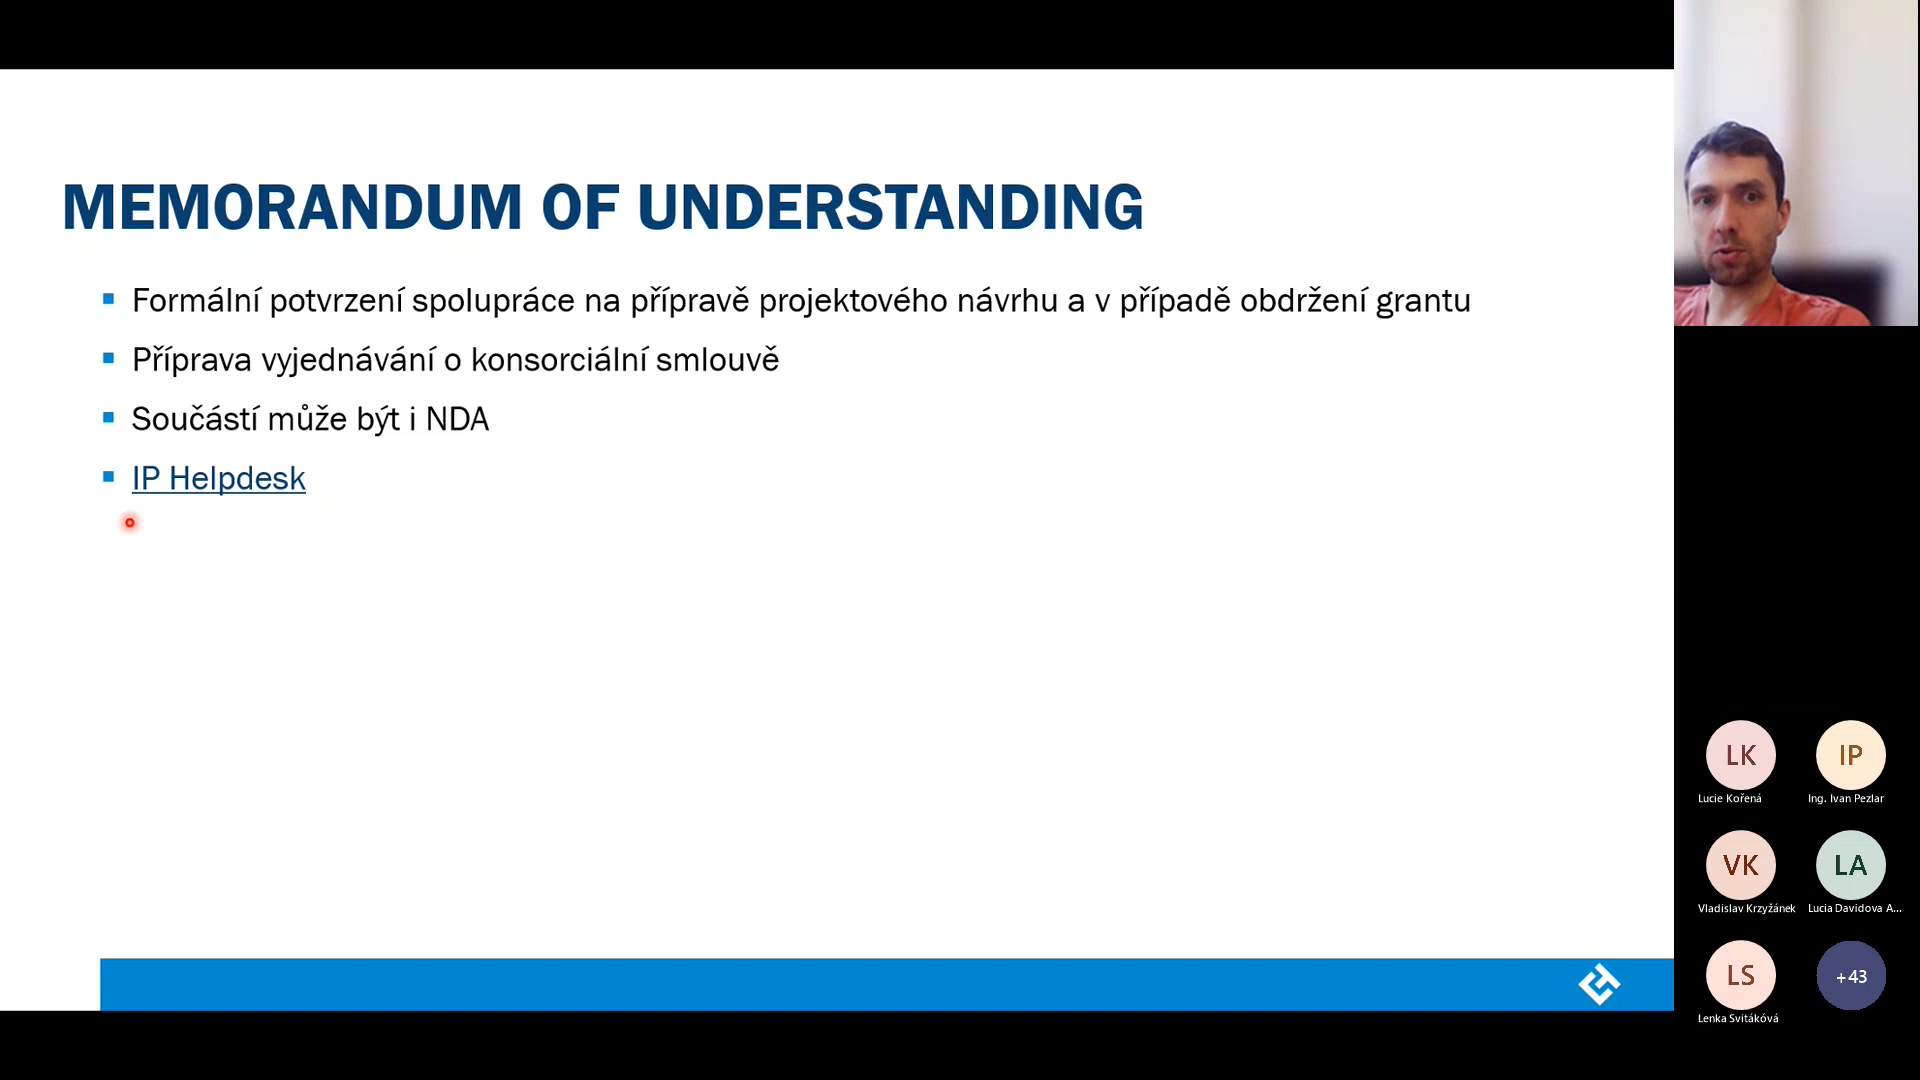 MEMORANDUM OF UNDERSTANDING
Formální potvrzení spolupráce na přípravě projektového návrhu a v případě obdržení grantu
Příprava vyjednávání o konsorciální smlouvě
Součástí může být i NDA
IP Helpdesk
LK
Lucie Kořená
IP
Ing. Ivan Pezlar
VK
Vladislav Krzyžánek
LA
Lucia Davidova A...
LS
Lenka Svitáková
+43